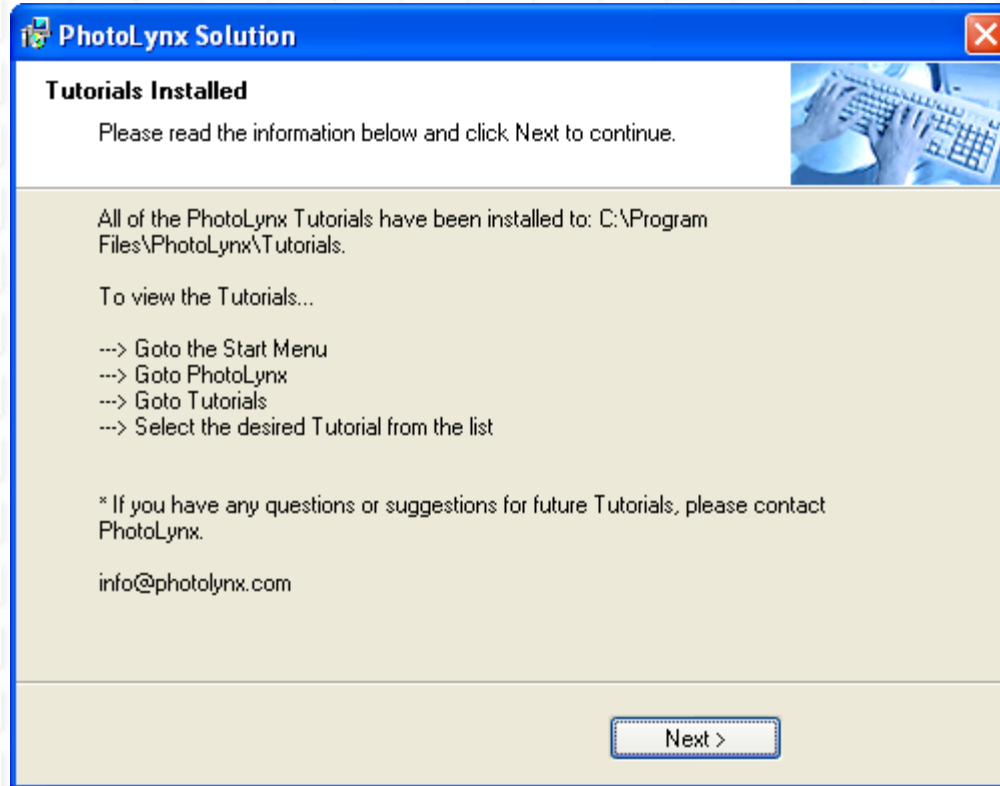 PhotoLynx Solution
Tutorials Installed
Please read the information below and click Next to continue.
All of the PhotoLynx Tutorials have been installed to: C:\Program
Files\PhotoLynx\Tutorials.
To view the Tutorials...
---> Goto the Start Menu
---> Goto PhotoLynx
---> Goto Tutorials
---> Select the desired Tutorial from the list
* If you have any questions or suggestions for future Tutorials, please contact
PhotoLynx.
info@photolynx.com
Next >